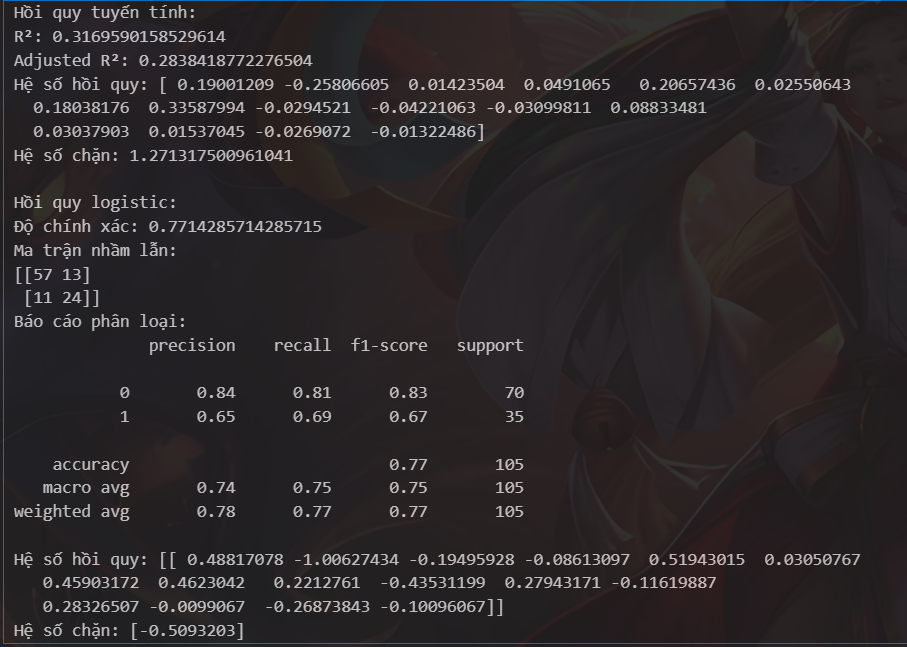 Hồi quy tuyến tính:
R²: 0.3169590158529614
Adjusted R²: 0.2838418772276504
Hệ số hồi quy: [ 0.19001209 -0.25806605  0.01423504  0.0491065   0.20657436  0.02550643
  0.18038176  0.33587994 -0.0294521  -0.04221063 -0.03099811  0.08833481
  0.03037903  0.01537045 -0.0269072  -0.01322486]
Hệ số chặn: 1.271317500961041
Hồi quy logistic:
Độ chính xác: 0.7714285714285715
Ma trận nhầm lẫn:
[[57 13]
 [11 24]]
Báo cáo phân loại:
              precision    recall  f1-score   support
           0       0.84      0.81      0.83        70
           1       0.65      0.69      0.67        35
    accuracy                           0.77       105
   macro avg       0.74      0.75      0.75       105
weighted avg       0.78      0.77      0.77       105
Hệ số hồi quy: [[ 0.48817078 -1.00627434 -0.19495928 -0.08613097  0.51943015  0.03050767
   0.45903172  0.4623042   0.2212761  -0.43531199  0.27943171 -0.11619887
   0.28326507 -0.0099067  -0.26873843 -0.10096067]]
Hệ số chặn: [-0.5093203]